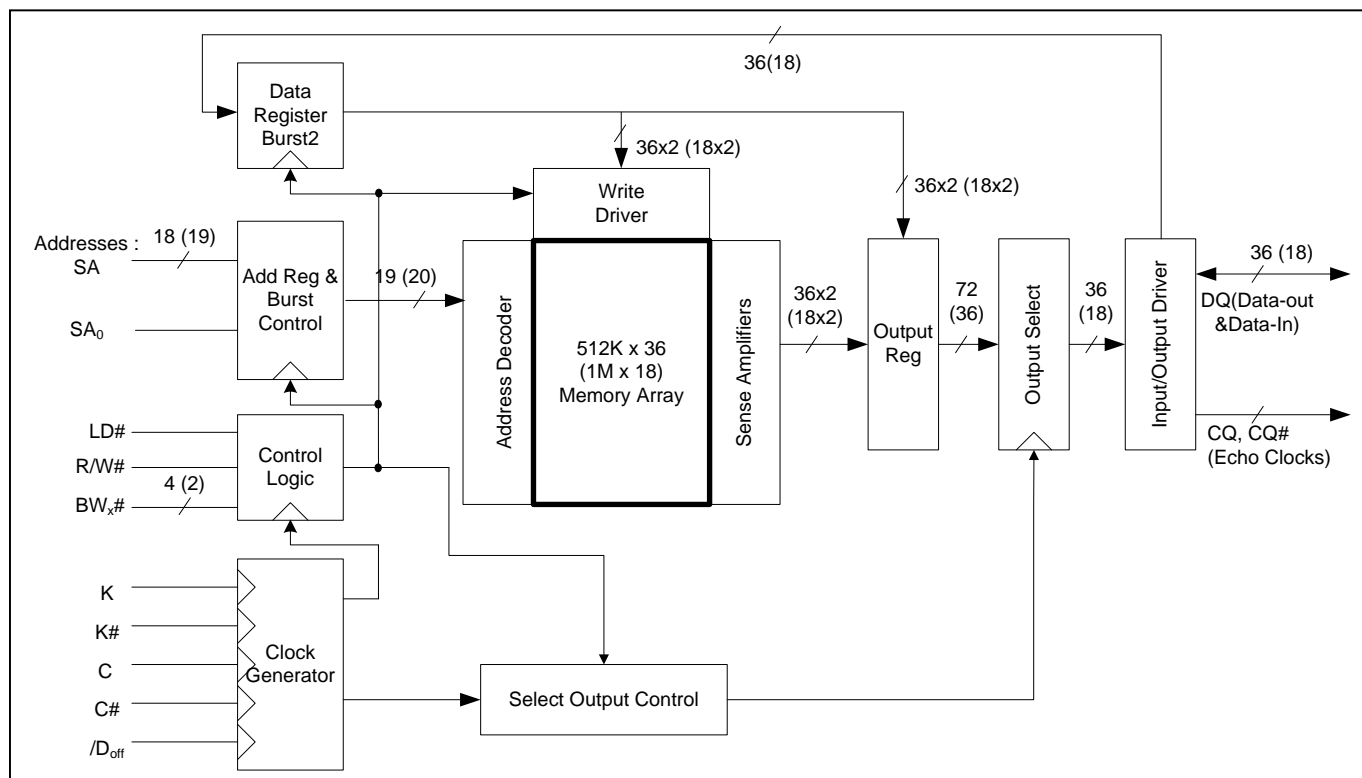 36(18)
Data
Register
Burst2
36x2 (18x2)
36x2 (18x2)
Write
Driver
Addresses :
SA
18 (19)
SA0
Add Reg &
Burst
Control
19 (20)
Address Decoder
512K x 36
(1M x 18)
Memory Array
Sense Amplifiers
36x2
(18x2)
Output
Reg
72
(36)
Output Select
36
(18)
Input/Output Driver
36 (18)
DQ(Data-out
&Data-In)
CQ, CQ#
(Echo Clocks)
LD#
R/W#
BWx#
4 (2)
Control
Logic
K
K#
C
C#
/Doff
Clock
Generator
Select Output Control